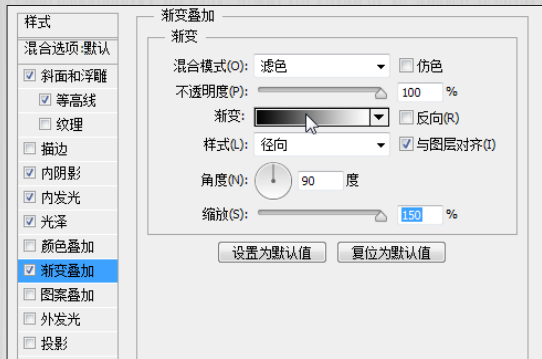 样式
混合选项:默认
斜面和浮雕
等高线
纹理
描边
内阴影
内发光
光泽
颜色叠加
渐变叠加
图案叠加
外发光
投影
渐变叠加
渐变
混合模式(O): 滤色 仿色
不透明度(P): 100 %
渐变: 反向(R)
样式(L): 径向 与图层对齐(I)
角度(N): 90 度
缩放(S): 150 %
设置为默认值 复位为默认值